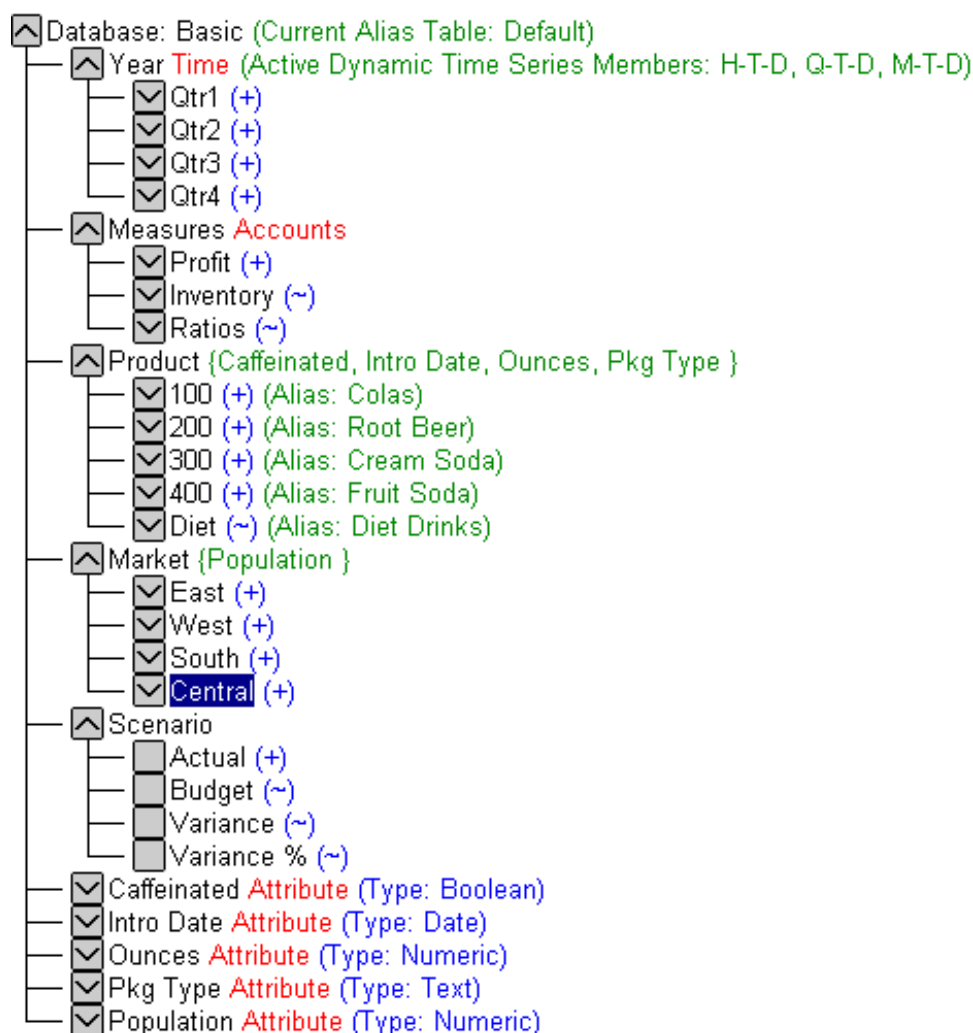 Database: Basic (Current Alias Table: Default)
Year Time (Active Dynamic Time Series Members: H-T-D, Q-T-D, M-T-D)
Qtr1 (+)
Qtr2 (+)
Qtr3 (+)
Qtr4 (+)
Measures Accounts
Profit (+)
Inventory (~)
Ratios (~)
Product {Caffeinated, Intro Date, Ounces, Pkg Type }
100 (+) (Alias: Colas)
200 (+) (Alias: Root Beer)
300 (+) (Alias: Cream Soda)
400 (+) (Alias: Fruit Soda)
Diet (~) (Alias: Diet Drinks)
Market {Population }
East (+)
West (+)
South (+)
Central (+)
Scenario
Actual (+)
Budget (~)
Variance (~)
Variance % (~)
Caffeinated Attribute (Type: Boolean)
Intro Date Attribute (Type: Date)
Ounces Attribute (Type: Numeric)
Pkg Type Attribute (Type: Text)
Population Attribute (Type: Numeric)